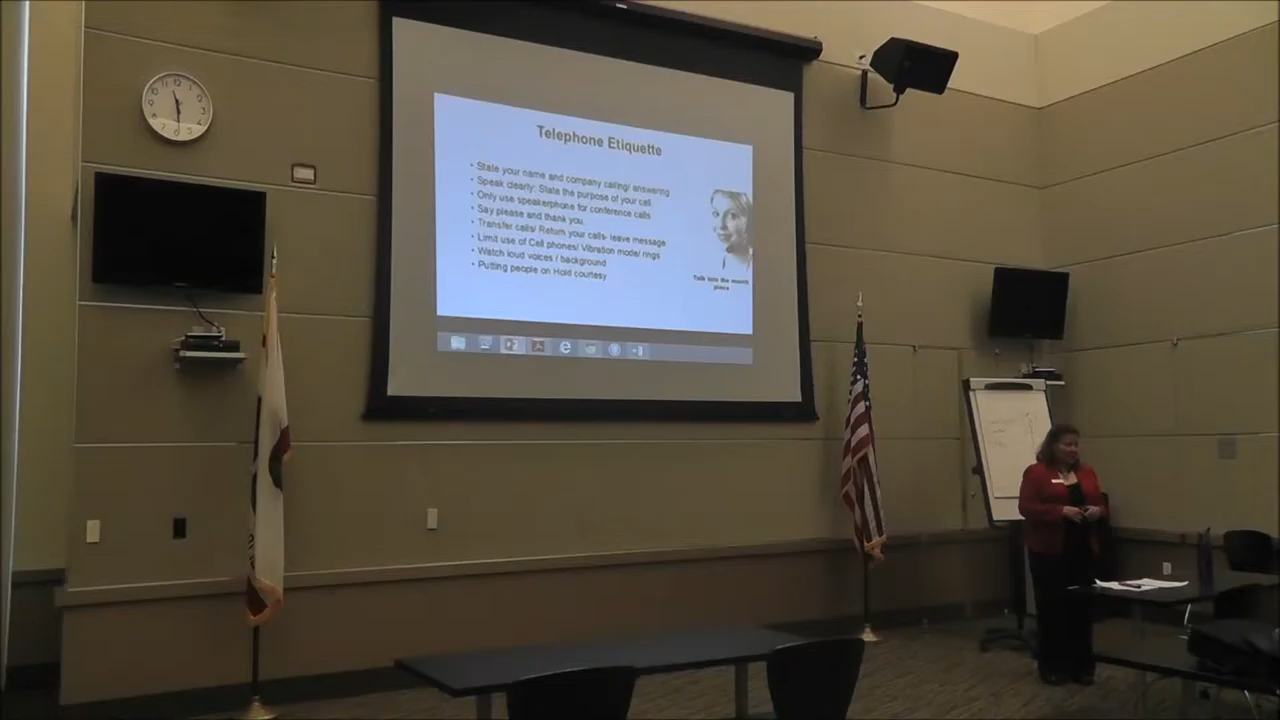 Telephone Etiquette
• State your name and company calling/ answering
• Speak clearly: State the purpose of your call
• Only use speakerphone for conference calls
• Say please and thank you.
• Transfer calls/ Return your calls- leave message
• Limit use of Cell phones/ Vibration mode/ rings
• Watch loud voices / background
• Putting people on Hold courtesy
Talk into the mouth
piece